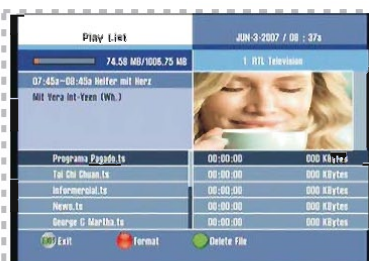 Play List
JUN-3-2007 / 08 : 37a
74.58 MB/1006.75 MB
1 RTL Television
07:45a-08:45a Helfer mit Herz
Mit Vera Int-Veen (Wh.)
Programa_Pagado.ts 00:00:00 000 KBytes
Tai Chi Chuan.ts 00:00:00 000 KBytes
Informercial.ts 00:00:00 000 KBytes
News.ts 00:00:00 000 KBytes
George G Martha.ts 00:00:00 000 KBytes
EXIT Exit Format Delete File